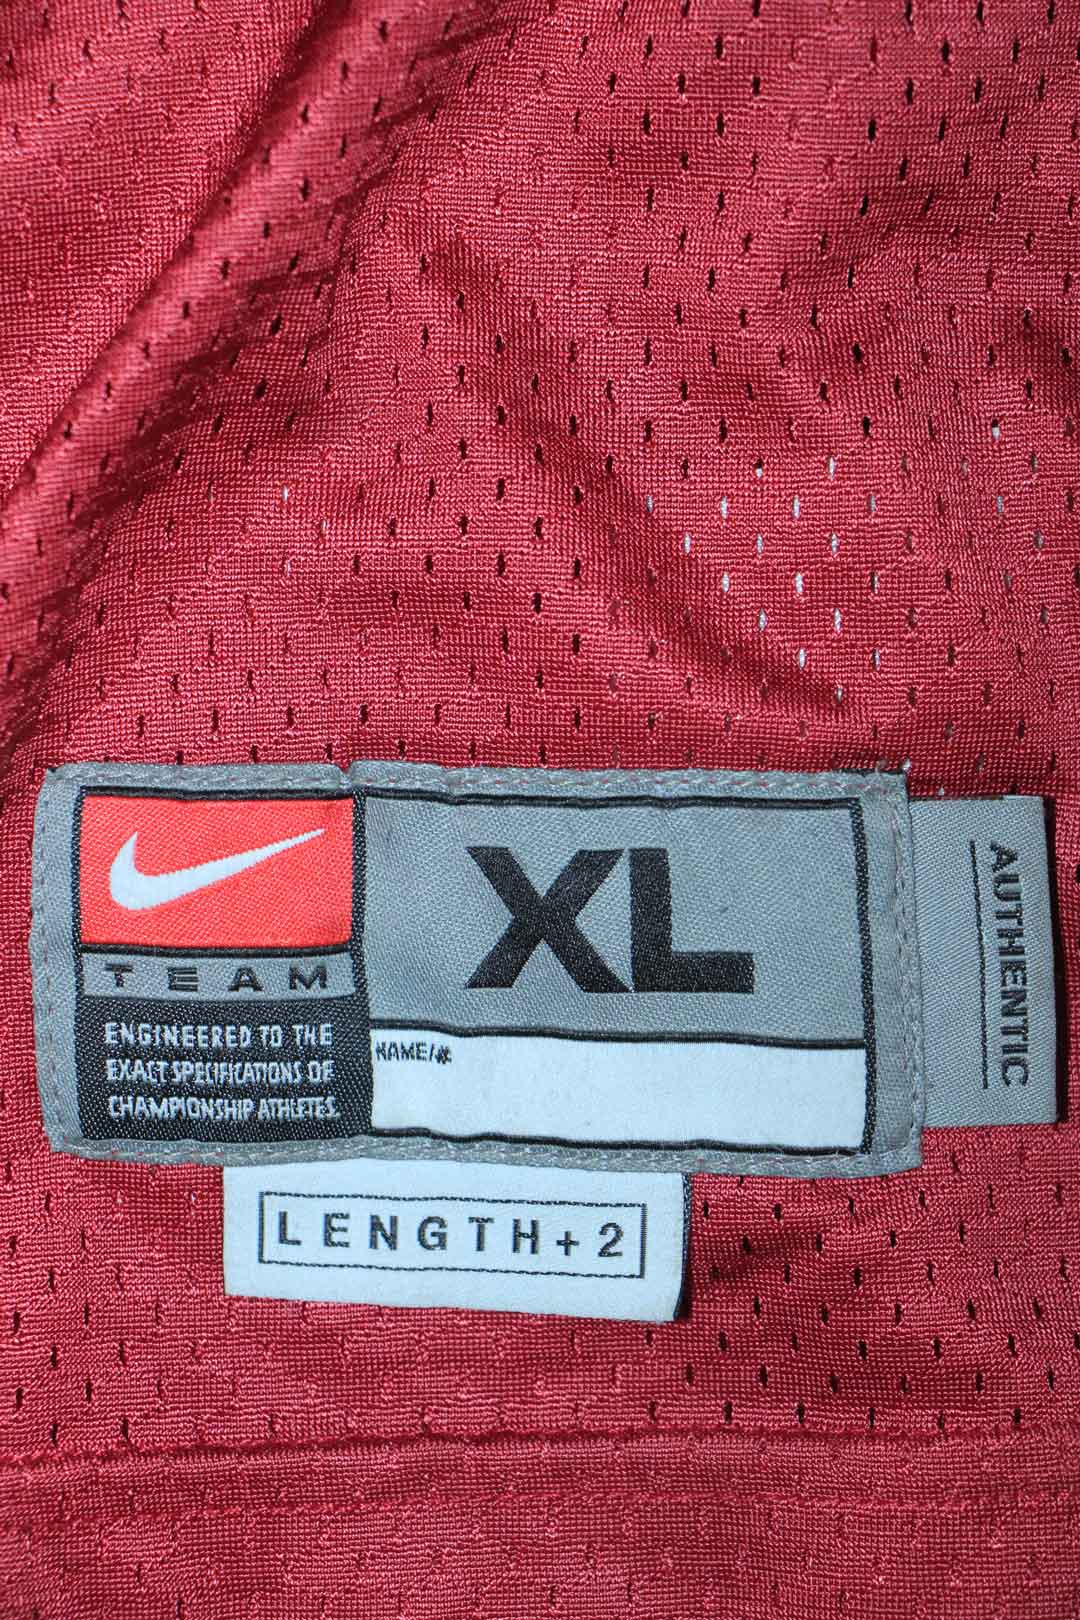 TEAM
ENGINEERED TO THE
EXACT SPECIFICATIONS OF
CHAMPIONSHIP ATHLETES.
XL
NAME/#
AUTHENTIC
LENGTH+2